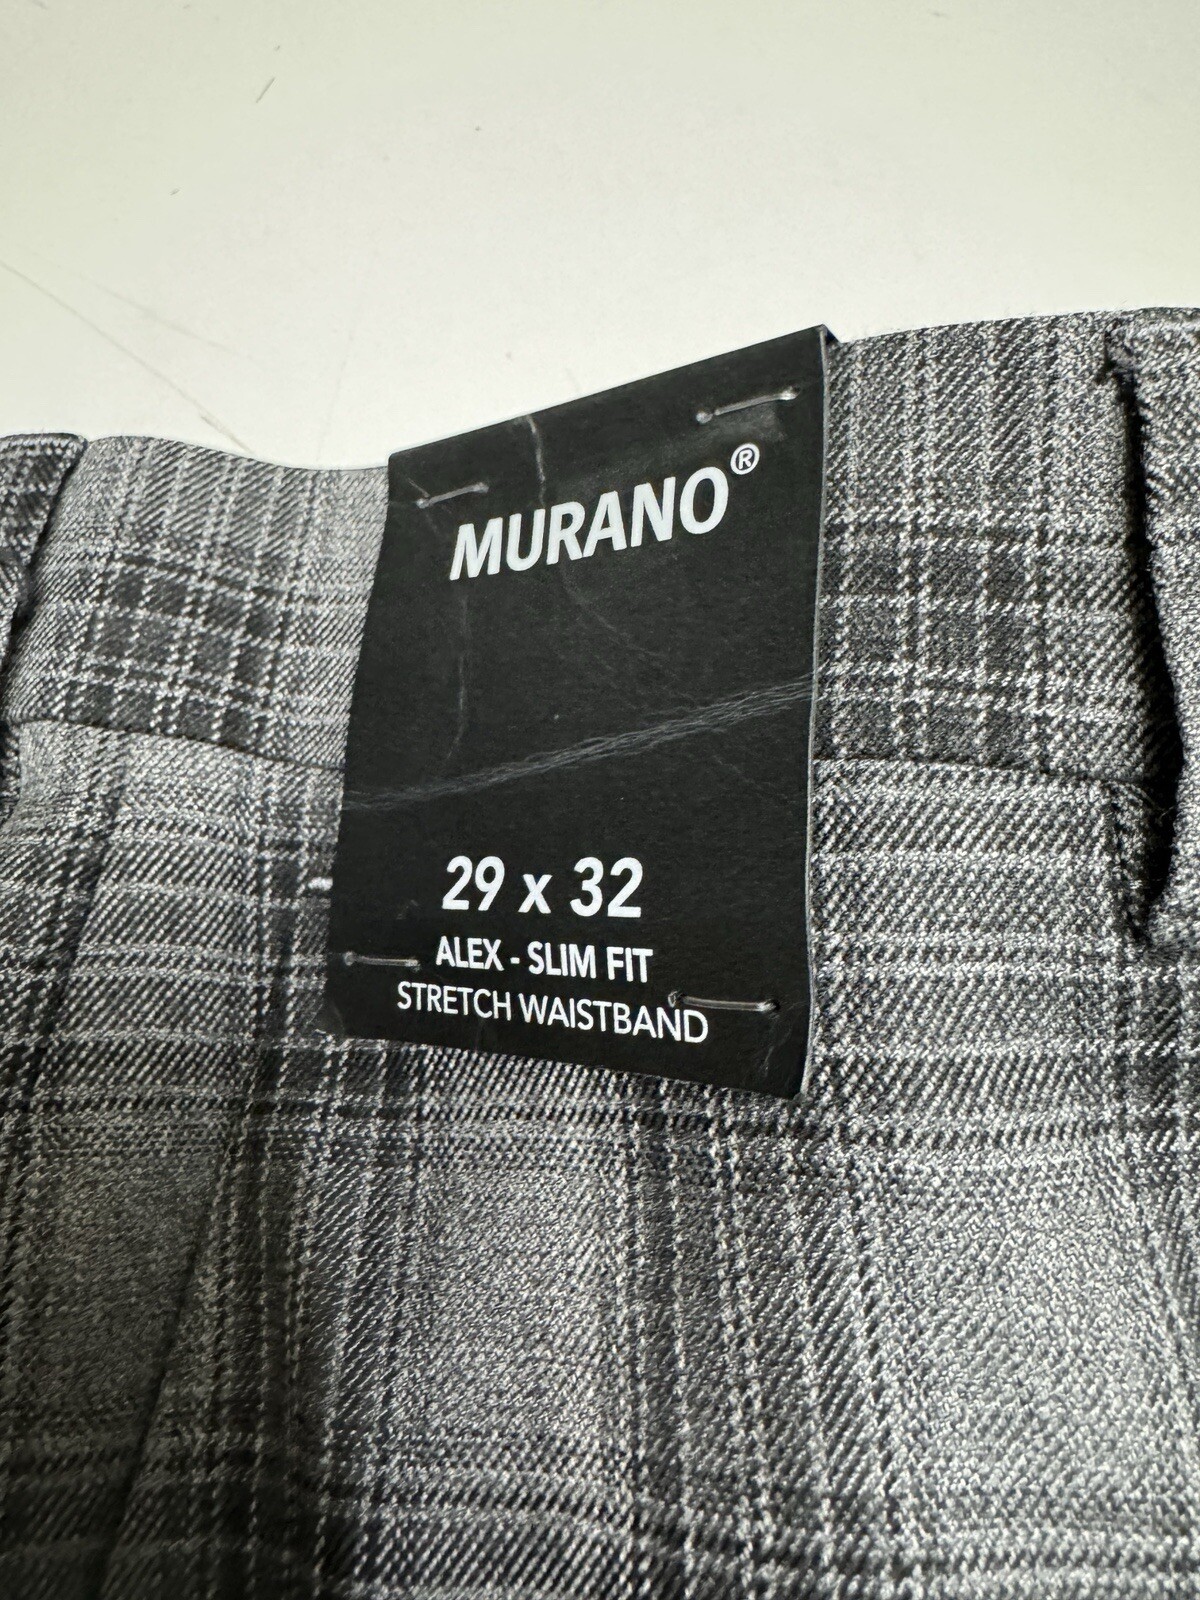 MURANO®
29 x 32
ALEX - SLIM FIT
STRETCH WAISTBAND